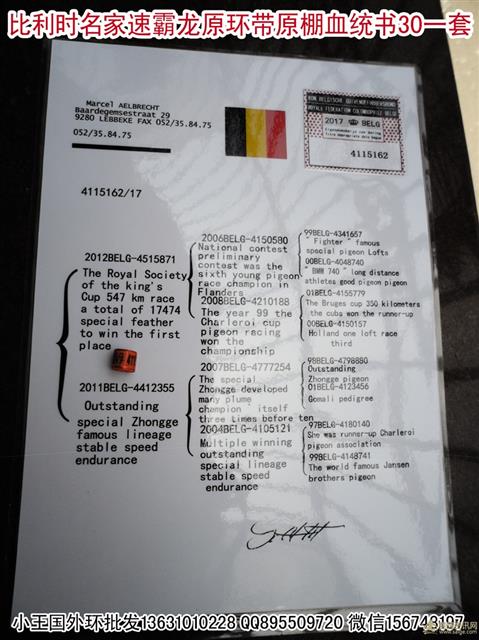 比利时名家速霸龙原环带原棚血统书30一套
Marcel AELBRECHT
Baardegemsestraat 29
9280 LEBBEKE FAX 052/35.84.75
052/35.84.75
2017 BELG
4115162
4115162/17
2012BELG-4515871
The Royal Society
of the king's
Cup 547 km race
a total of 17474
special feather
to win the first
place
2011BELG-4412355
Outstanding
special Zhongge
famous lineage
stable speed
endurance
2006BELG-4150580
National contest
preliminary
contest was the
sixth young pigeon
race champion in
Flanders
2008BELG-4210188
The year 99 the
Charleroi cup
pigeon racing
won the
championship
2007BELG-4777254
The special
Zhongge developed
many plume
champion itself
three times before ten
2004BELG-4105121
Multiple winning
outstanding
special lineage
stable speed
endurance
99BELG-4341657
"Fighter" famous
special pigeon Lofts
00BELG-4048740
"BMW 740" long distance
athletes good pigeon pigeon
01BELG-4155779
The Bruges cup 350 kilometers
the cubs won the runner-up
00BELG-4150157
Holland one loft race
third
98BELG-4798880
Outstanding
Zhongge pigeon
01BELG-4123456
Gomali pedigree
97BELG-4180140
She was runner-up Charleroi
pigeon association
99BELG-4148741
The world famous Jansen
brothers pigeon
小王国外环批发13631010228 QQ895509720 微信156743107